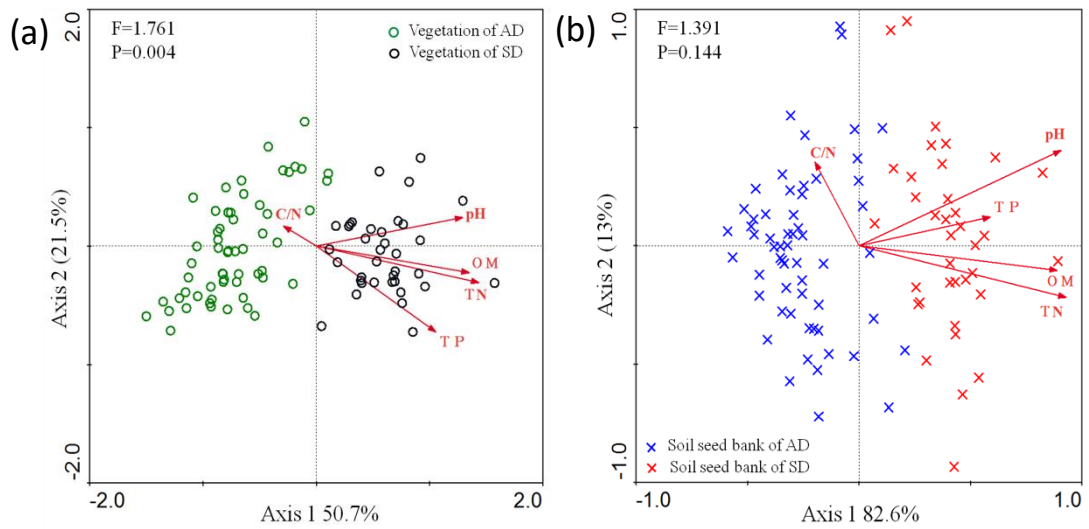 (a)
2.0
F=1.761
P=0.004
Vegetation of AD
Vegetation of SD
C/N
pH
O M
TN
T P
Axis 2 (21.5%)
-2.0
-2.0
2.0
Axis 1 50.7%
(b)
1.0
F=1.391
P=0.144
C/N
pH
T P
O M
TN
Axis 2 (13%)
Soil seed bank of AD
Soil seed bank of SD
-1.0
-1.0
1.0
Axis 1 82.6%